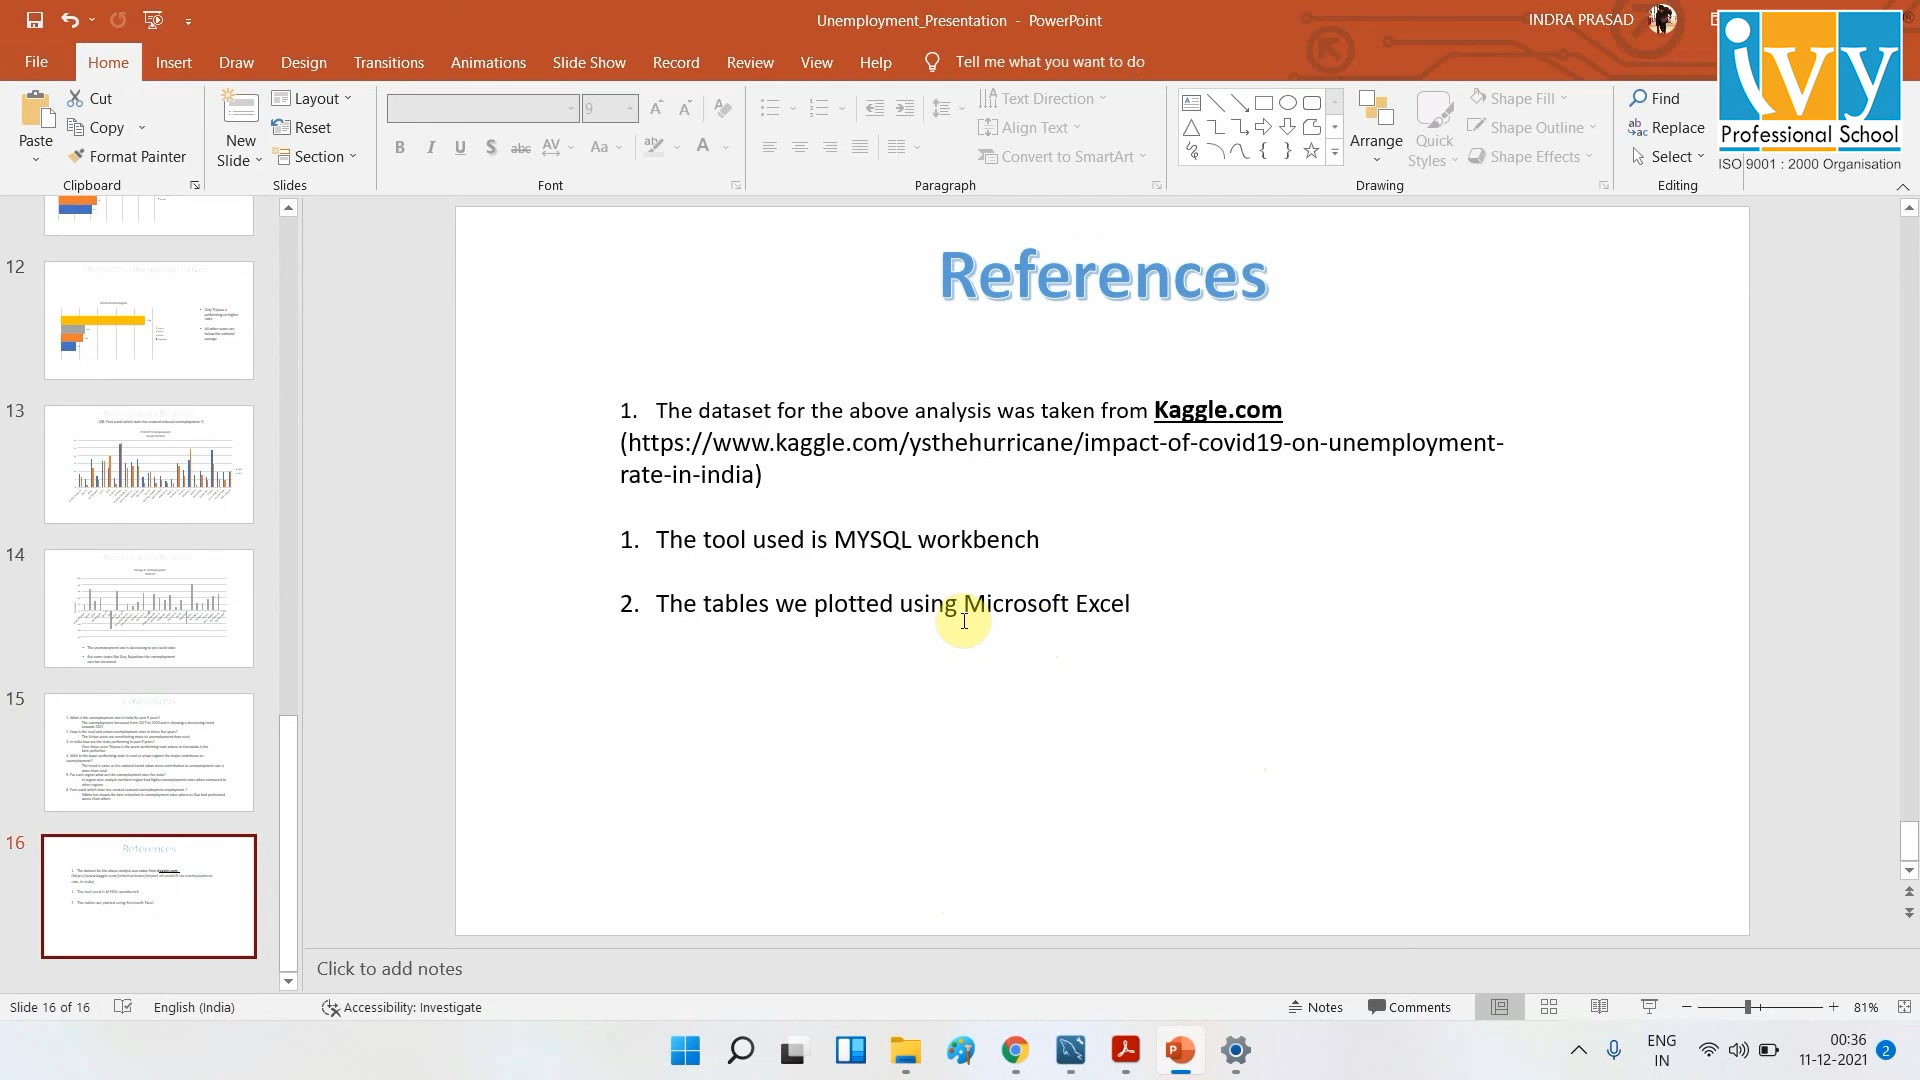 Unemployment_Presentation - PowerPoint
INDRA PRASAD
File Home Insert Draw Design Transitions Animations Slide Show Record Review View Help Tell me what you want to do
Paste
Cut
Copy
Format Painter
Clipboard
New Slide
Layout
Reset
Section
Slides
9
B I U S abc AV Aa A
Font
Text Direction
Align Text
Convert to SmartArt
Paragraph
Arrange
Quick Styles
Shape Fill
Shape Outline
Shape Effects
Drawing
Find
Replace
Select
Editing
ivy
Professional School
ISO 9001 : 2000 Organisation
12
13
14
15
16
References
1. The dataset for the above analysis was taken from Kaggle.com
(https://www.kaggle.com/ysthehurricane/impact-of-covid19-on-unemployment-
rate-in-india)
1. The tool used is MYSQL workbench
2. The tables we plotted using Microsoft Excel
Click to add notes
Slide 16 of 16 English (India) Accessibility: Investigate Notes Comments 81%
ENG
IN
00:36
11-12-2021
2